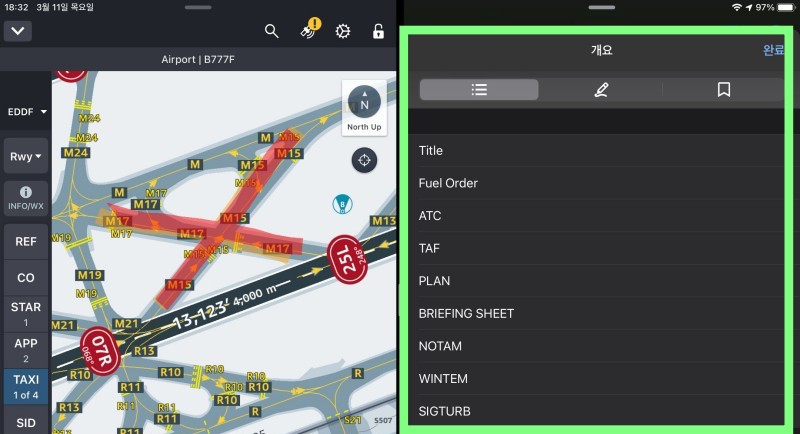 18:32 3월 11일 목요일
97%
Airport | B777F
EDDF
Rwy
INFO/WX
REF
CO
STAR
1
APP
2
TAXI
1 of 4
SID
N
North Up
M24
M24
M24
M
M15
M15
M15
M
M17
M17
M17
M17
M15
M17
M17
M13
M19
M19
M19
M15
M15
M21
M21
25L
248°
13,123' 4,000 m
07R
068°
R13
R10
R10
R10
R10
R10
R10
R11
R11
R11
R11
R13
R
R
S21
S507
개요
완료
Title
Fuel Order
ATC
TAF
PLAN
BRIEFING SHEET
NOTAM
WINTEM
SIGTURB